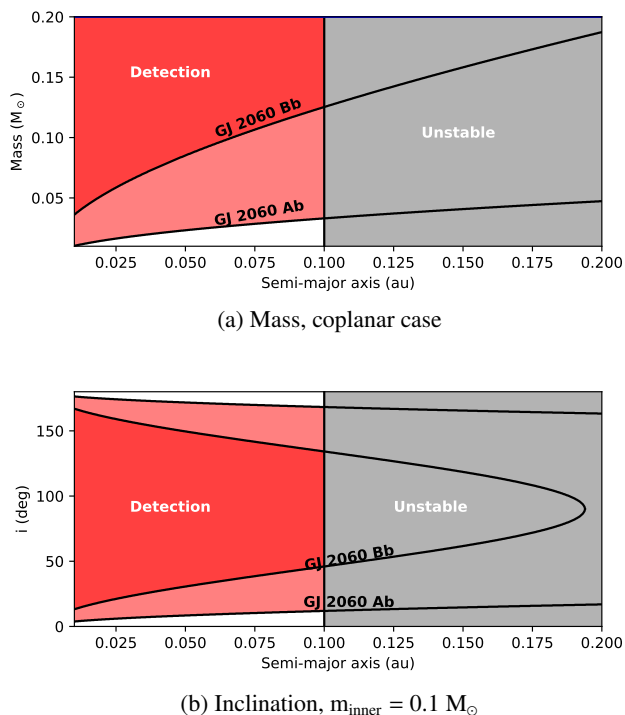 0.20
0.15
0.10
0.05
Mass (M☉)
Detection
GJ 2060 Bb
Unstable
GJ 2060 Ab
0.025 0.050 0.075 0.100 0.125 0.150 0.175 0.200
Semi-major axis (au)
(a) Mass, coplanar case
150
100
50
0
i (deg)
Detection
Unstable
GJ 2060 Bb
GJ 2060 Ab
0.025 0.050 0.075 0.100 0.125 0.150 0.175 0.200
Semi-major axis (au)
(b) Inclination, m_inner = 0.1 M☉